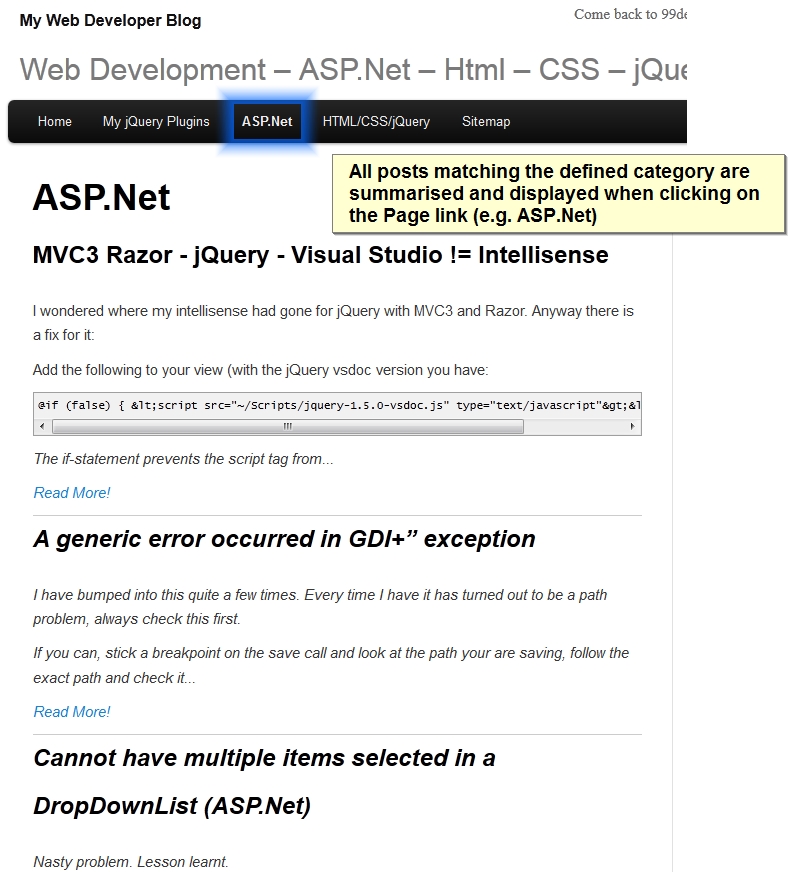 My Web Developer Blog
Come back to 99de
Web Development – ASP.Net – Html – CSS – jQue
Home My jQuery Plugins ASP.Net HTML/CSS/jQuery Sitemap
All posts matching the defined category are
summarised and displayed when clicking on
the Page link (e.g. ASP.Net)
ASP.Net
MVC3 Razor - jQuery - Visual Studio != Intellisense
I wondered where my intellisense had gone for jQuery with MVC3 and Razor. Anyway there is
a fix for it:
Add the following to your view (with the jQuery vsdoc version you have:
@if (false) { &lt;script src="~/Scripts/jquery-1.5.0-vsdoc.js" type="text/javascript"&gt;&l
The if-statement prevents the script tag from...
Read More!
A generic error occurred in GDI+” exception
I have bumped into this quite a few times. Every time I have it has turned out to be a path
problem, always check this first.
If you can, stick a breakpoint on the save call and look at the path your are saving, follow the
exact path and check it...
Read More!
Cannot have multiple items selected in a
DropDownList (ASP.Net)
Nasty problem. Lesson learnt.